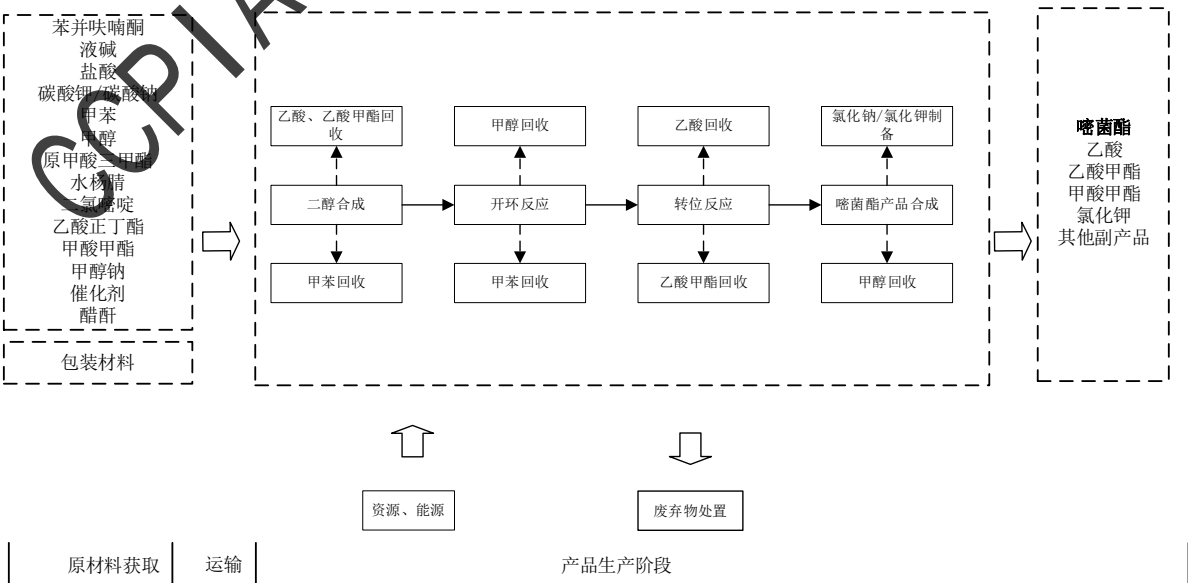 苯并呋喃酮
液碱
盐酸
碳酸钾/碳酸钠
甲苯
甲醇
原甲酸三甲酯
水杨腈
二氯嘧啶
乙酸正丁酯
甲酸甲酯
甲醇钠
催化剂
醋酐
包装材料
CCPIA
乙酸、乙酸甲酯回
收
甲醇回收
乙酸回收
氯化钠/氯化钾制
备
二醇合成
开环反应
转位反应
嘧菌酯产品合成
甲苯回收
甲苯回收
乙酸甲酯回收
甲醇回收
嘧菌酯
乙酸
乙酸甲酯
甲酸甲酯
氯化钾
其他副产品
资源、能源
废弃物处置
原材料获取
运输
产品生产阶段